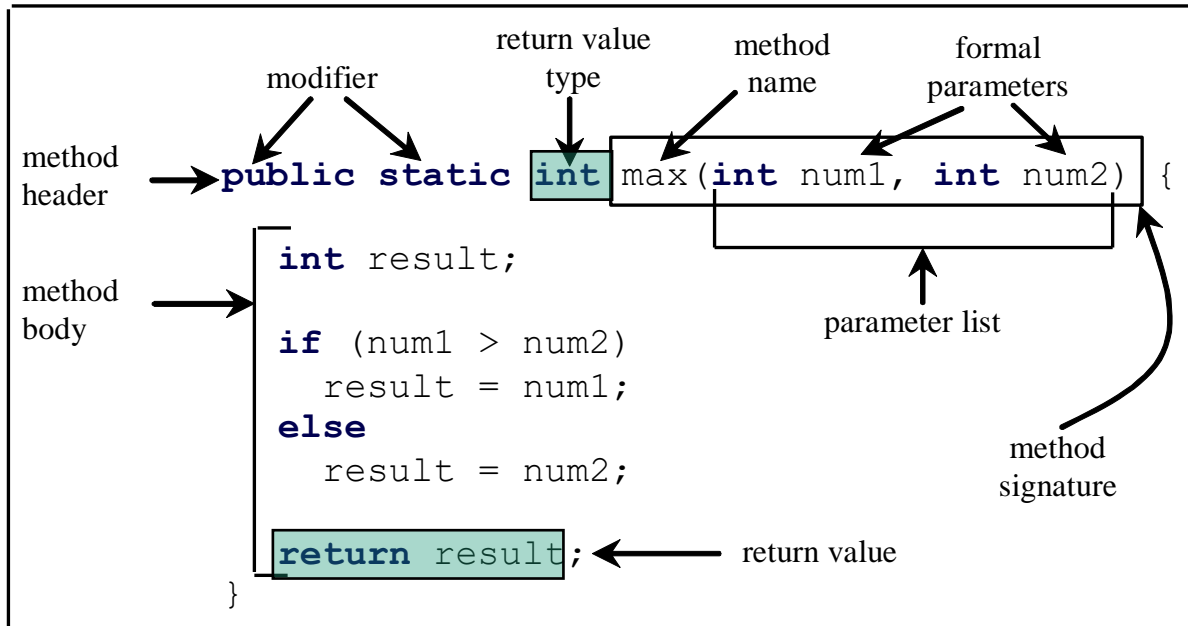 return value
type
method
name
formal
parameters
modifier
method
header
public static int max(int num1, int num2) {
int result;
method
body
parameter list
if (num1 > num2)
result = num1;
else
result = num2;
method
signature
return result;
return value
}